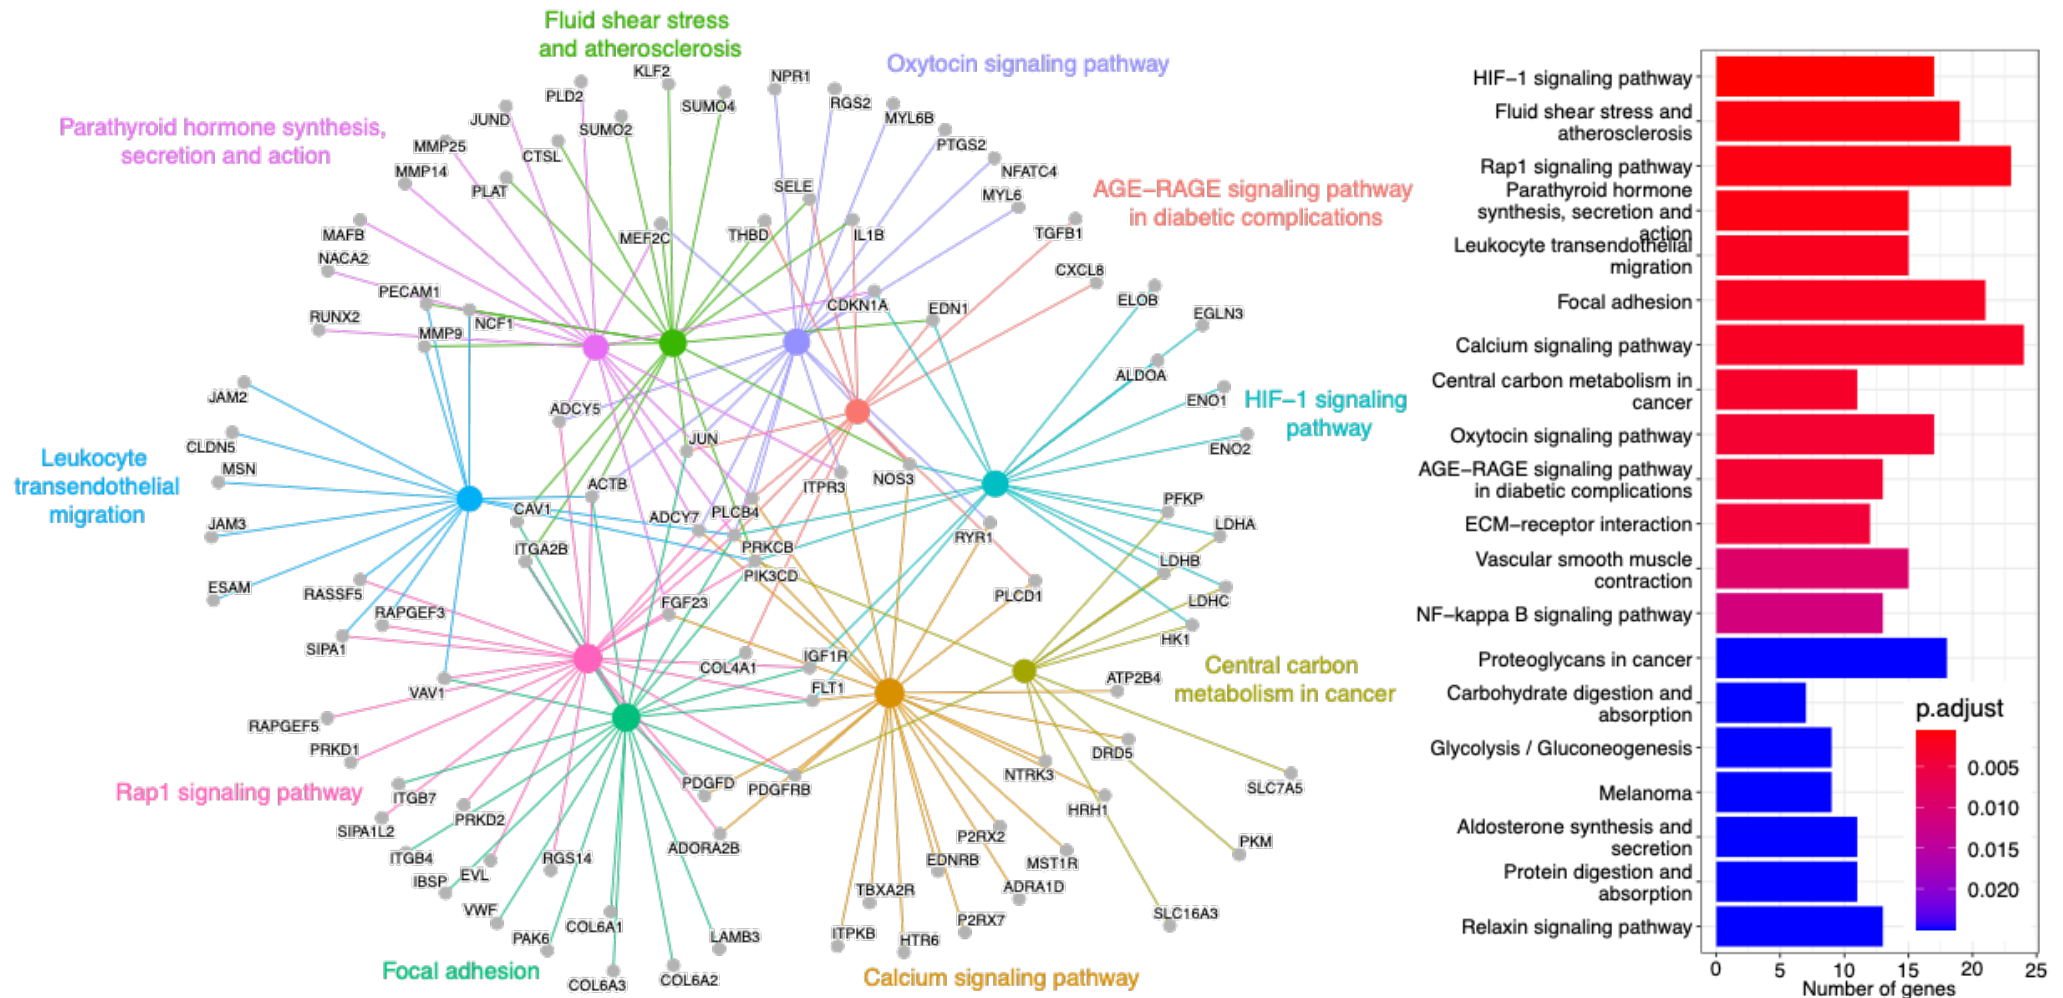 Fluid shear stress
and atherosclerosis
Oxytocin signaling pathway
Parathyroid hormone synthesis,
secretion and action
AGE−RAGE signaling pathway
in diabetic complications
HIF−1 signaling
pathway
Leukocyte
transendothelial
migration
Central carbon
metabolism in cancer
Rap1 signaling pathway
Focal adhesion
Calcium signaling pathway
KLF2
PLD2
SUMO4
NPR1
RGS2
MYL6B
JUND
SUMO2
PTGS2
MMP25
CTSL
NFATC4
MMP14
PLAT
SELE
MYL6
MAFB
MEF2C
THBD
IL1B
TGFB1
NACA2
CXCL8
PECAM1
CDKN1A
EDN1
ELOB
RUNX2
MMP9
NCF1
EGLN3
ALDOA
JAM2
ADCY5
ENO1
CLDN5
JUN
ENO2
MSN
ACTB
ITPR3
NOS3
CAV1
ADCY7
PLCB4
PFKP
JAM3
LDHA
ITGA2B
PRKCB
RYR1
PIK3CD
LDHB
ESAM
RASSF5
FGF23
PLCD1
LDHC
RAPGEF3
HK1
SIPA1
COL4A1
IGF1R
VAV1
FLT1
ATP2B4
RAPGEF5
PRKD1
DRD5
PDGFD
PDGFRB
NTRK3
SLC7A5
ITGB7
HRH1
SIPA1L2
PRKD2
P2RX2
ADORA2B
PKM
ITGB4
RGS14
EDNRB
MST1R
IBSP
EVL
TBXA2R
ADRA1D
VWF
COL6A1
P2RX7
SLC16A3
PAK6
LAMB3
ITPKB
HTR6
COL6A3
COL6A2
HIF−1 signaling pathway
Fluid shear stress and
atherosclerosis
Rap1 signaling pathway
Parathyroid hormone
synthesis, secretion and
action
Leukocyte transendothelial
migration
Focal adhesion
Calcium signaling pathway
Central carbon metabolism in
cancer
Oxytocin signaling pathway
AGE−RAGE signaling pathway
in diabetic complications
ECM−receptor interaction
Vascular smooth muscle
contraction
NF−kappa B signaling pathway
Proteoglycans in cancer
Carbohydrate digestion and
absorption
Glycolysis / Gluconeogenesis
Melanoma
Aldosterone synthesis and
secretion
Protein digestion and
absorption
Relaxin signaling pathway
p.adjust
0.005
0.010
0.015
0.020
0 5 10 15 20 25
Number of genes